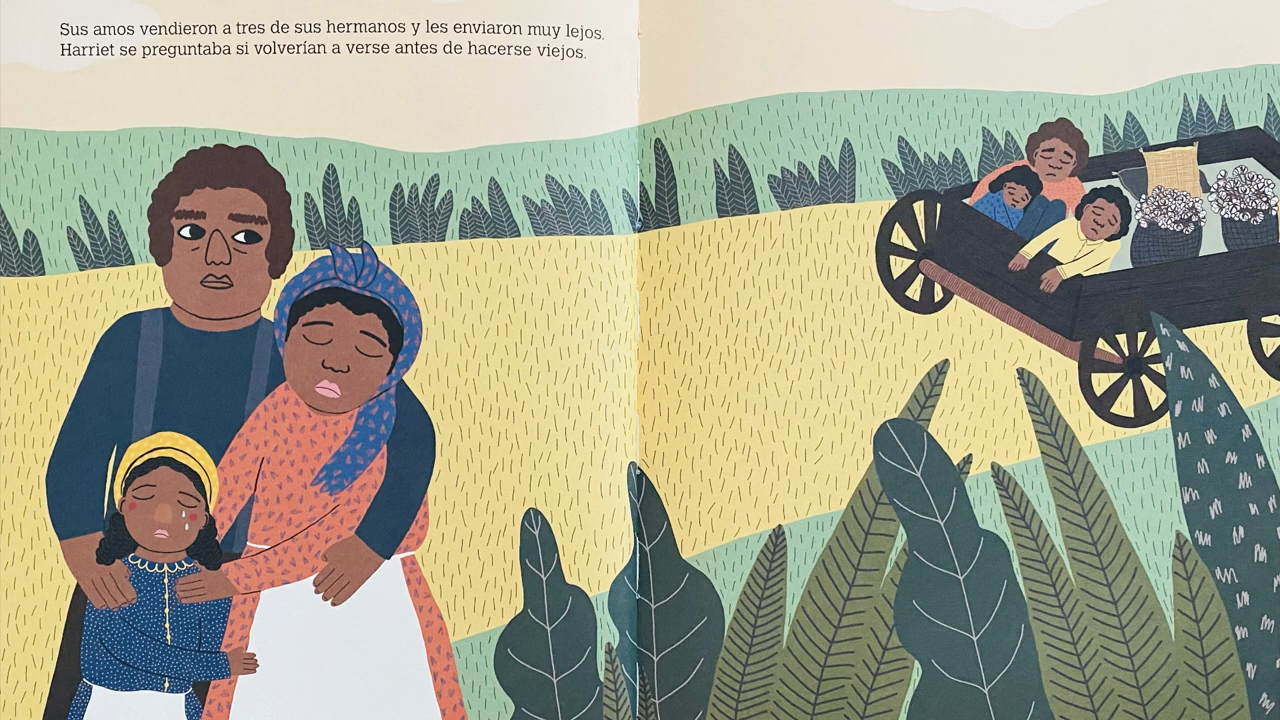 Sus amos vendieron a tres de sus hermanos y les enviaron muy lejos.
Harriet se preguntaba si volverían a verse antes de hacerse viejos.